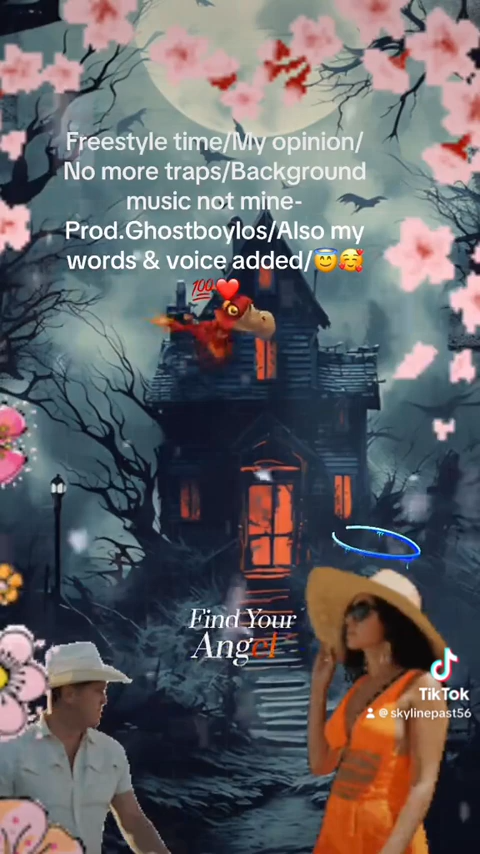 Freestyle time/My opinion/
No more traps/Background
music not mine-
Prod.Ghostboylos/Also my
words & voice added/😇🥰
💯❤️
Find Your
Angel
TikTok
@skylinepast56